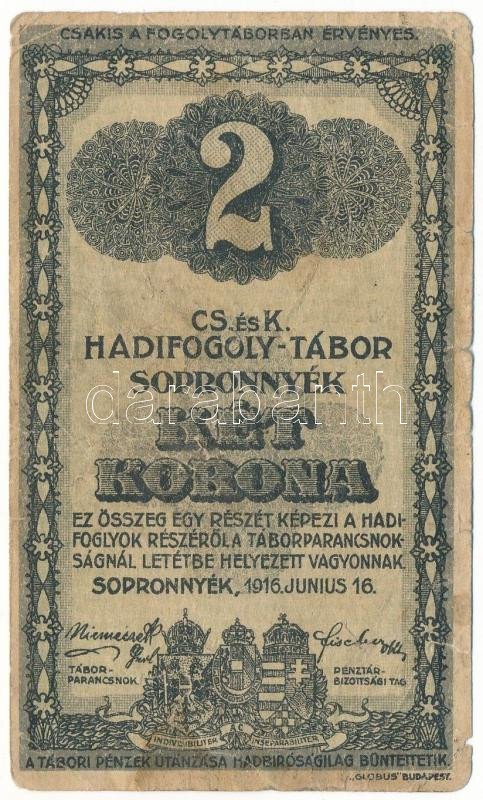 CSAKIS A FOGOLYTÁBORBAN ÉRVÉNYES.
2
CS. ÉS K.
HADIFOGOLY-TÁBOR
SOPRONNYÉK
KÉT
KORONA
EZ ÖSSZEG EGY RÉSZÉT KÉPEZI A HADI-
FOGLYOK RÉSZÉRŐL A TÁBORPARANCSNOK-
SÁGNÁL LETÉTBE HELYEZETT VAGYONNAK.
SOPRONNYÉK, 1916. JUNIUS 16.
TÁBOR-
PARANCSNOK
PÉNZTÁR-
BIZOTTSÁGI TAG
INDIVISIBILITER AC INSEPARABILITER
A TÁBORI PÉNZEK UTÁNZÁSA HADBIRÓSÁGILAG BÜNTETTETIK.
„GLOBUS" BUDAPEST.
darabanth